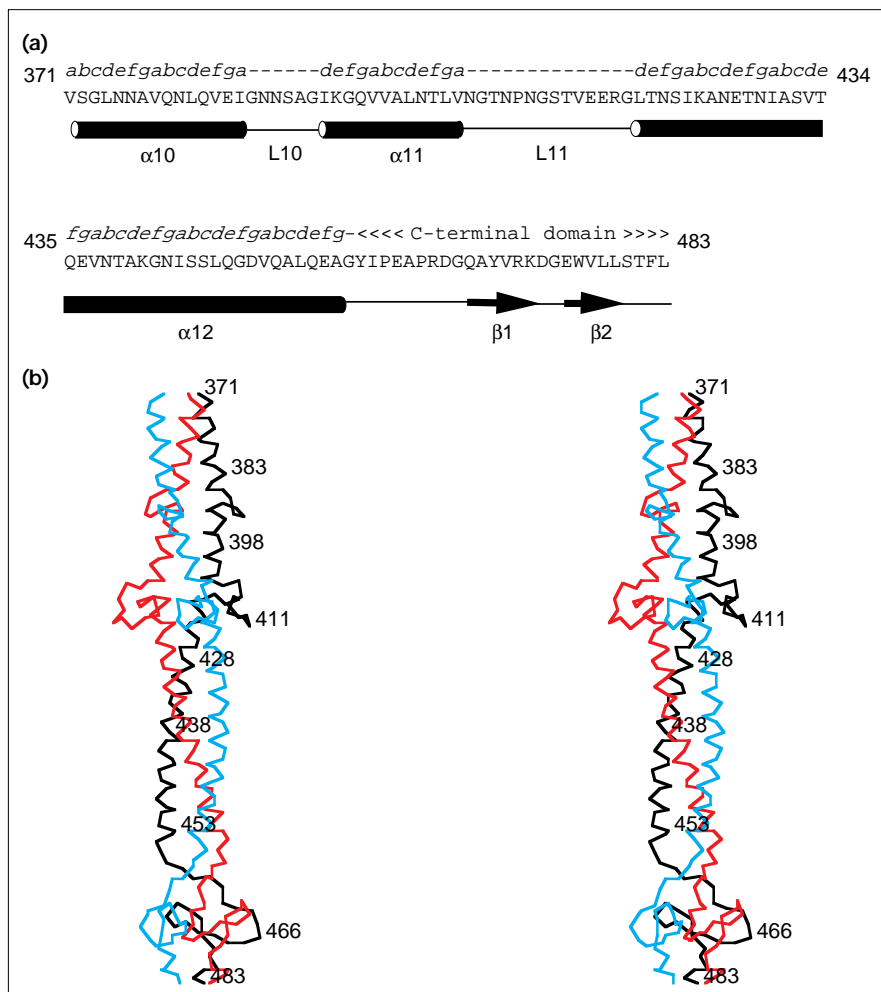 (a)
abcdefgabcdefga------defgabcdefga-------------defgabcdefgabcde
371 VSGLNNAVQNLQVEIGNNSAGIKGQVVALNTLVNGTNPNGSTVEERGLTNSIKANETNIASVT 434
α10 L10 α11 L11
fgabcdefgabcdefgabcdefg-<<<< C-terminal domain >>>>
435 QEVNTAKGNISSLQGDVQALQEAGYIPEAPRDGQAYVRKDGEWVLLSTFL 483
α12 β1 β2
(b)
371 371
383 383
398 398
411 411
428 428
438 438
453 453
466 466
483 483